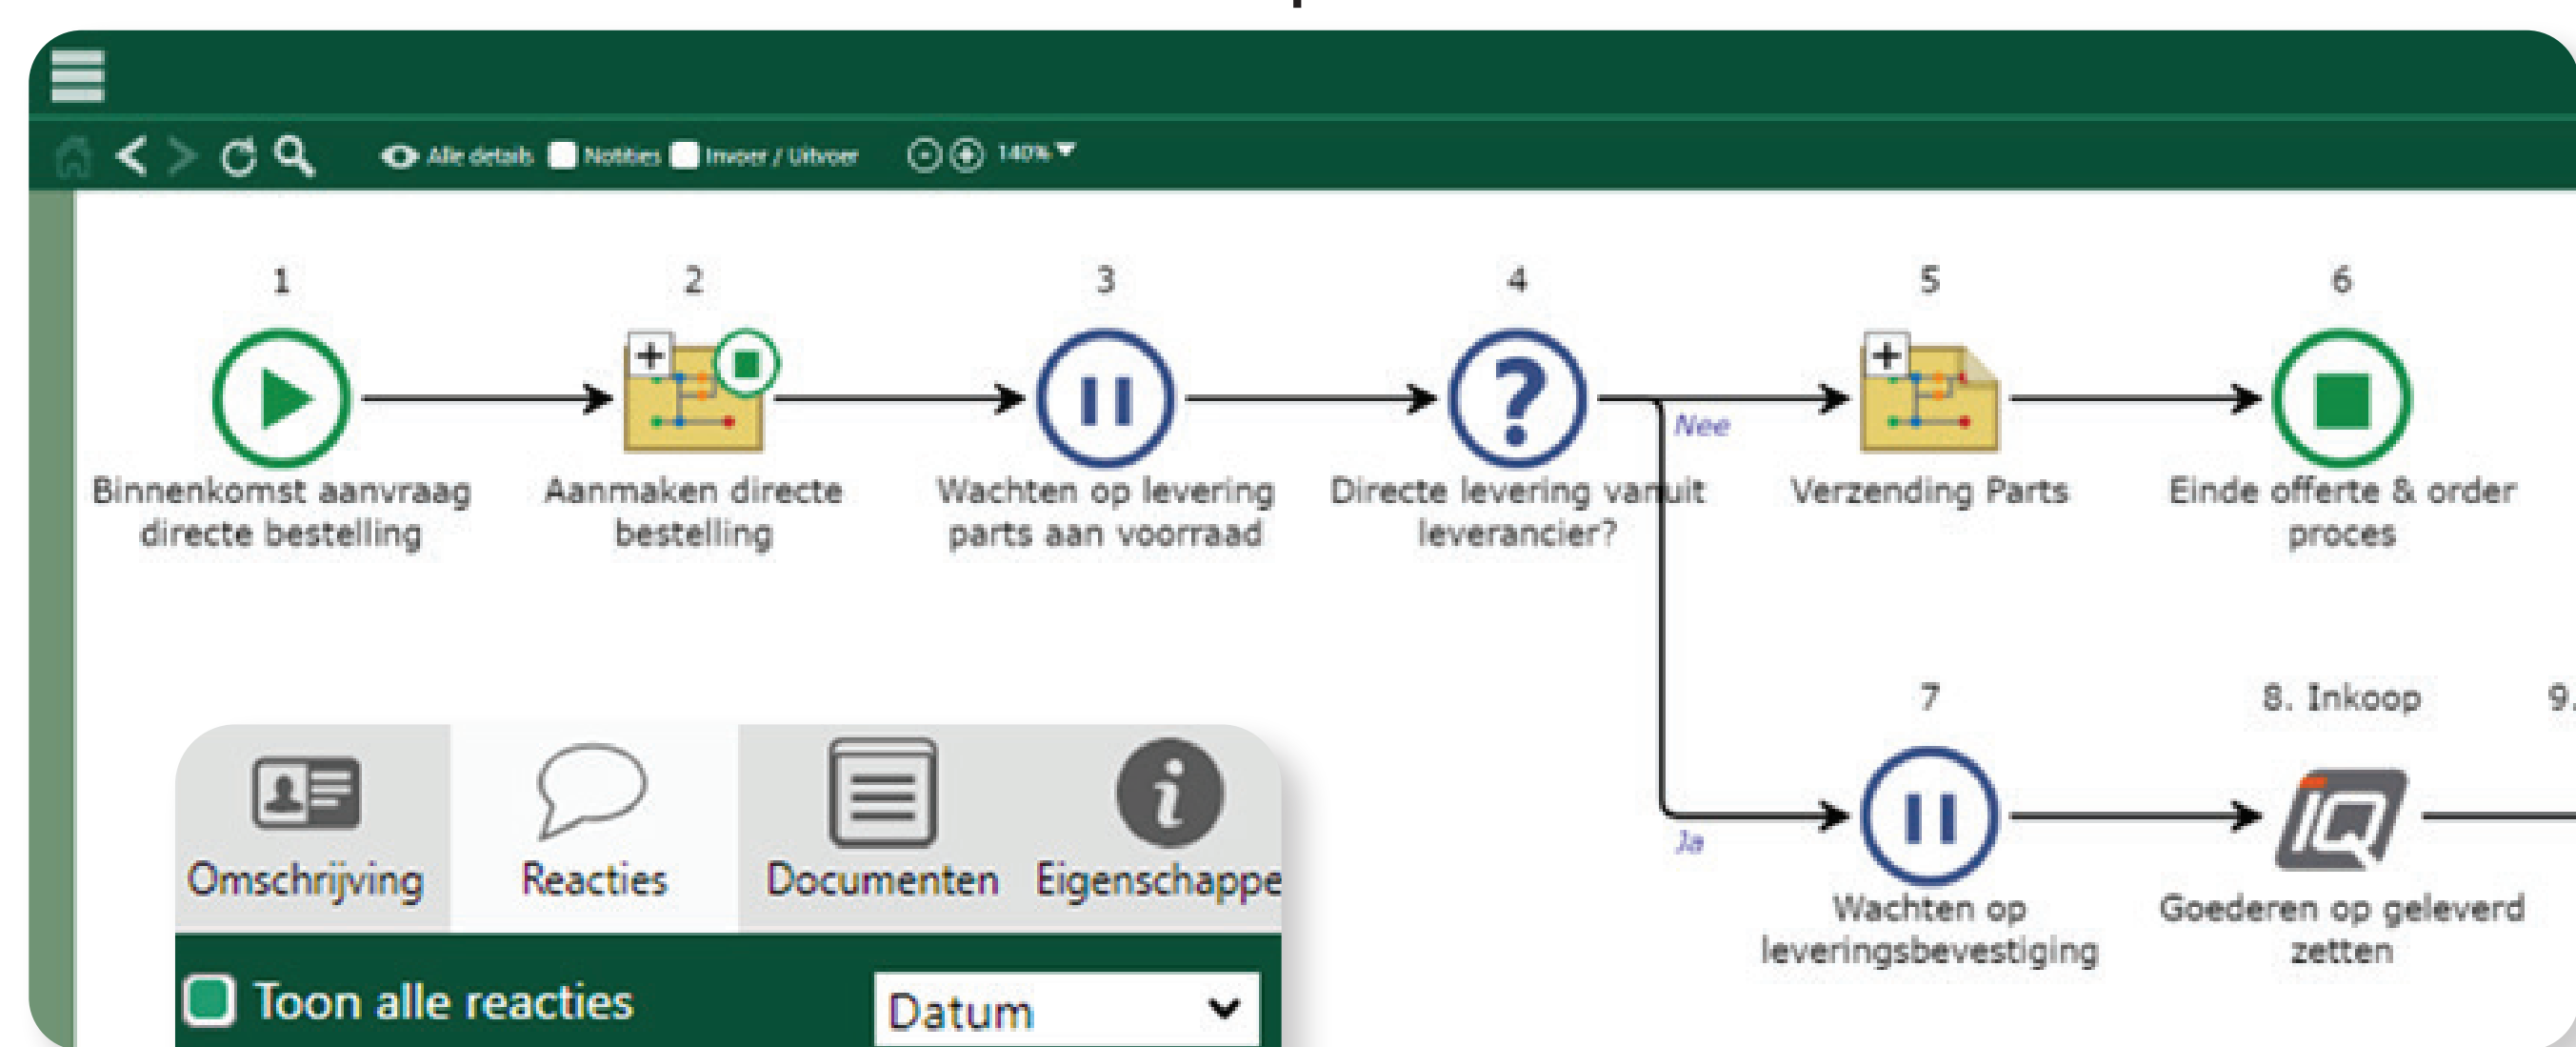 Alle details Notities Invoer / Uitvoer 140%
1 2 3 4 5 6
Binnenkomst aanvraag
directe bestelling
Aanmaken directe
bestelling
Wachten op levering
parts aan voorraad
Directe levering vanuit
leverancier?
Nee
Verzending Parts
Einde offerte & order
proces
7 8. Inkoop 9.
Ja
iQ
Wachten op
leveringsbevestiging
Goederen op geleverd
zetten
Omschrijving Reacties Documenten Eigenschappe
Toon alle reacties Datum